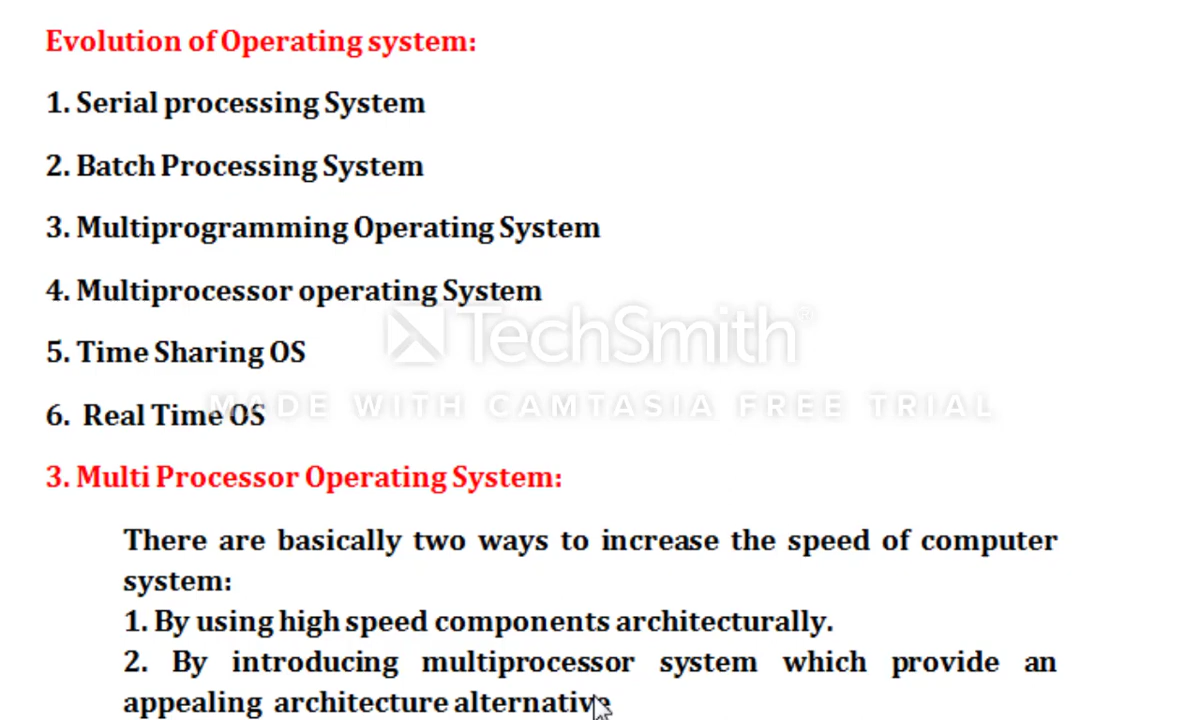 Evolution of Operating system:
1. Serial processing System
2. Batch Processing System
3. Multiprogramming Operating System
4. Multiprocessor operating System
TechSmith®
5. Time Sharing OS
MADE WITH CAMTASIA FREE TRIAL
6. Real Time OS
3. Multi Processor Operating System:
There are basically two ways to increase the speed of computer
system:
1. By using high speed components architecturally.
2. By introducing multiprocessor system which provide an
appealing architecture alternative